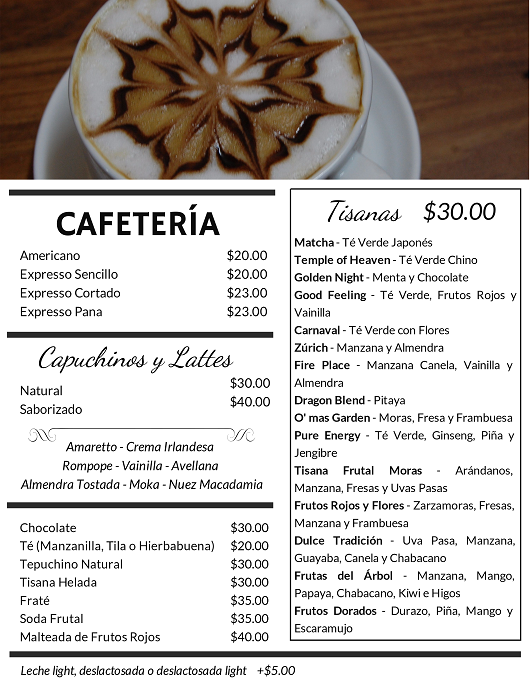 CAFETERÍA
Americano $20.00
Expresso Sencillo $20.00
Expresso Cortado $23.00
Expresso Pana $23.00
Capuchinos y Lattes
Natural $30.00
Saborizado $40.00
Amaretto - Crema Irlandesa
Rompope - Vainilla - Avellana
Almendra Tostada - Moka - Nuez Macadamia
Chocolate $30.00
Té (Manzanilla, Tila o Hierbabuena) $20.00
Tepuchino Natural $30.00
Tisana Helada $30.00
Fraté $35.00
Soda Frutal $35.00
Malteada de Frutos Rojos $40.00
Tisanas $30.00
Matcha - Té Verde Japonés
Temple of Heaven - Té Verde Chino
Golden Night - Menta y Chocolate
Good Feeling - Té Verde, Frutos Rojos y
Vainilla
Carnaval - Té Verde con Flores
Zúrich - Manzana y Almendra
Fire Place - Manzana Canela, Vainilla y
Almendra
Dragon Blend - Pitaya
O' mas Garden - Moras, Fresa y Frambuesa
Pure Energy - Té Verde, Ginseng, Piña y
Jengibre
Tisana Frutal Moras - Arándanos,
Manzana, Fresas y Uvas Pasas
Frutos Rojos y Flores - Zarzamoras, Fresas,
Manzana y Frambuesa
Dulce Tradición - Uva Pasa, Manzana,
Guayaba, Canela y Chabacano
Frutas del Árbol - Manzana, Mango,
Papaya, Chabacano, Kiwi e Higos
Frutos Dorados - Durazo, Piña, Mango y
Escaramujo
Leche light, deslactosada o deslactosada light +$5.00